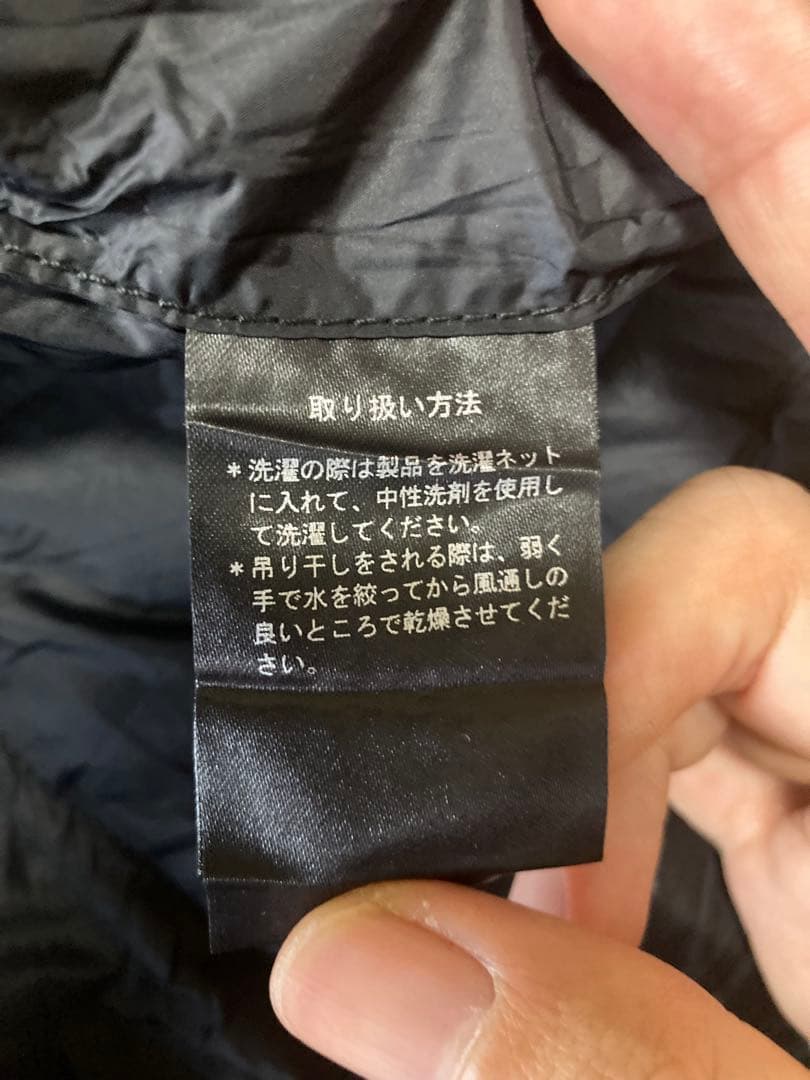 取り扱い方法
*洗濯の際は製品を洗濯ネット
に入れて、中性洗剤を使用し
て洗濯してください。
*吊り干しをされる際は、弱く
手で水を絞ってから風通しの
良いところで乾燥させてくだ
さい。